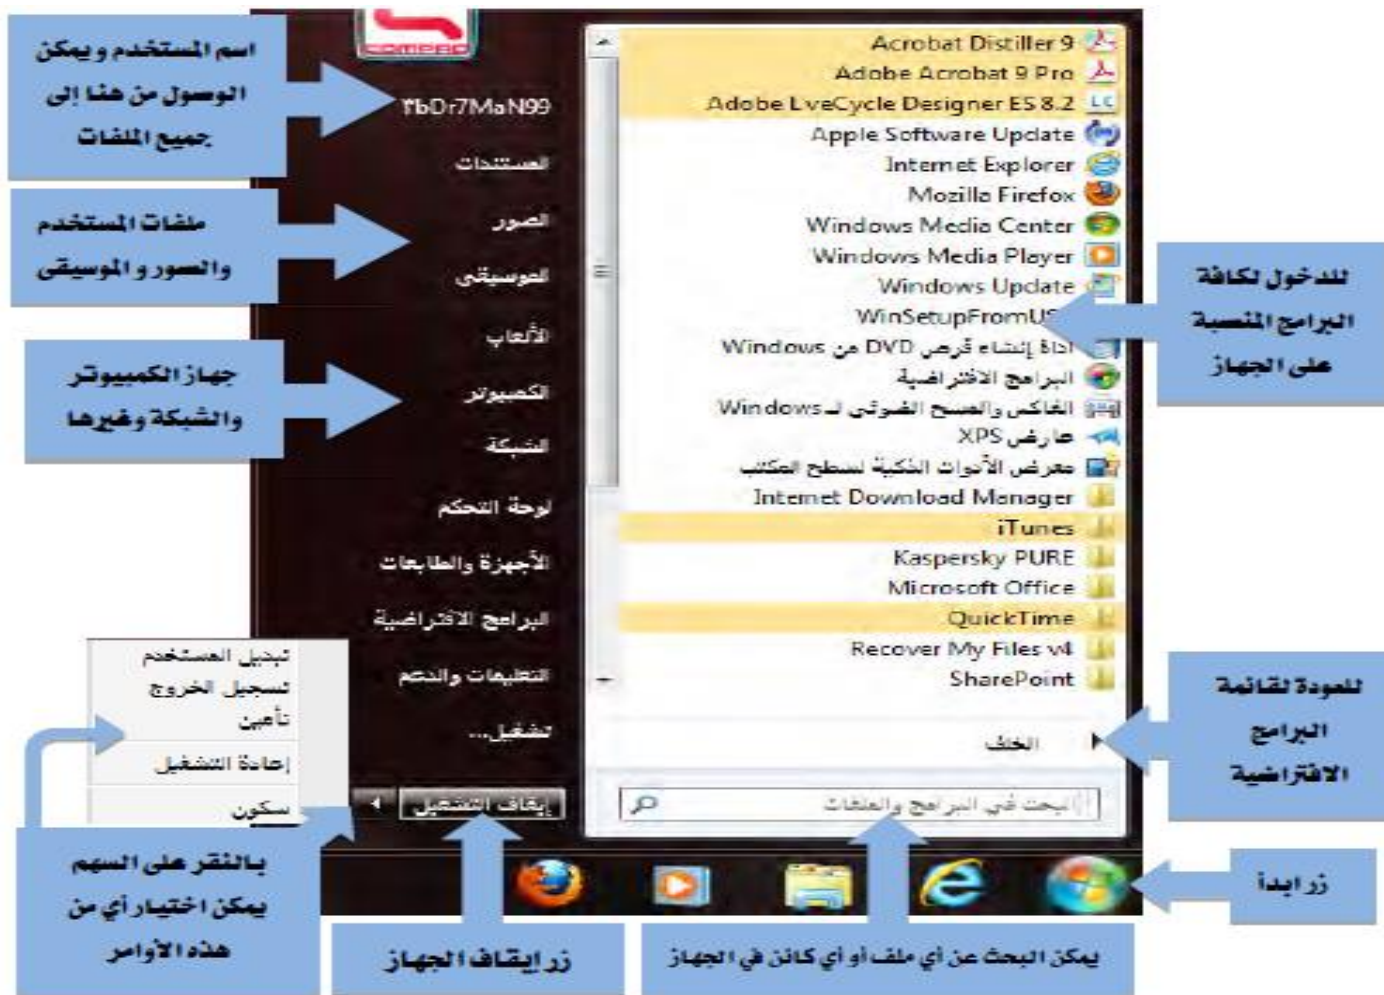 اسم المستخدم ويمكن
الوصول من هنا إلى
جميع الملفات
ملفات المستخدم
والصور والموسيقى
جهاز الكمبيوتر
والشبكة وغيرها
COMPAQ
٣bDr7MaN99
المستندات
الصور
الموسيقى
الألعاب
الكمبيوتر
الشبكة
لوحة التحكم
الأجهزة والطابعات
البرامج الافتراضية
التعليمات والدعم
تشغيل...
إيقاف التشغيل
تبديل المستخدم
تسجيل الخروج
تأمين
إعادة التشغيل
سكون
Acrobat Distiller 9
Adobe Acrobat 9 Pro
Adobe LiveCycle Designer ES 8.2
Apple Software Update
Internet Explorer
Mozilla Firefox
Windows Media Center
Windows Media Player
Windows Update
WinSetupFromUS
أداة إنشاء قرص DVD من Windows
البرامج الافتراضية
الفاكس والمسح الضوئي لـ Windows
عارض XPS
معرض الأدوات الذكية لسطح المكتب
Internet Download Manager
iTunes
Kaspersky PURE
Microsoft Office
QuickTime
Recover My Files v4
SharePoint
الخلف
البحث في البرامج والملفات
للدخول لكافة
البرامج المنسبة
على الجهاز
للعودة لقائمة
البرامج
الافتراضية
زر ابدأ
يمكن البحث عن أي ملف أو أي كائن في الجهاز
زر إيقاف الجهاز
بالنقر على السهم
يمكن اختيار أي من
هذه الأوامر